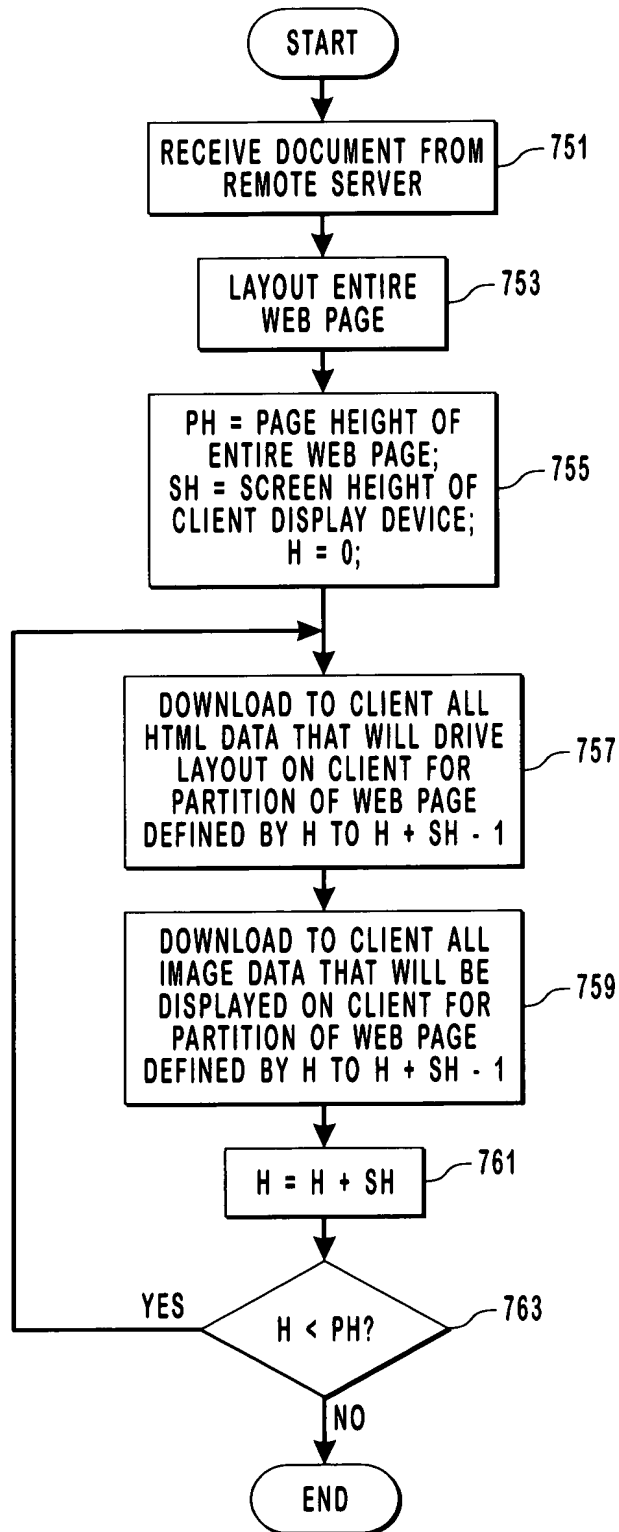 START
RECEIVE DOCUMENT FROM
REMOTE SERVER
751
LAYOUT ENTIRE
WEB PAGE
753
PH = PAGE HEIGHT OF
ENTIRE WEB PAGE;
SH = SCREEN HEIGHT OF
CLIENT DISPLAY DEVICE;
H = 0;
755
DOWNLOAD TO CLIENT ALL
HTML DATA THAT WILL DRIVE
LAYOUT ON CLIENT FOR
PARTITION OF WEB PAGE
DEFINED BY H TO H + SH - 1
757
DOWNLOAD TO CLIENT ALL
IMAGE DATA THAT WILL BE
DISPLAYED ON CLIENT FOR
PARTITION OF WEB PAGE
DEFINED BY H TO H + SH - 1
759
H = H + SH
761
YES
H < PH?
763
NO
END